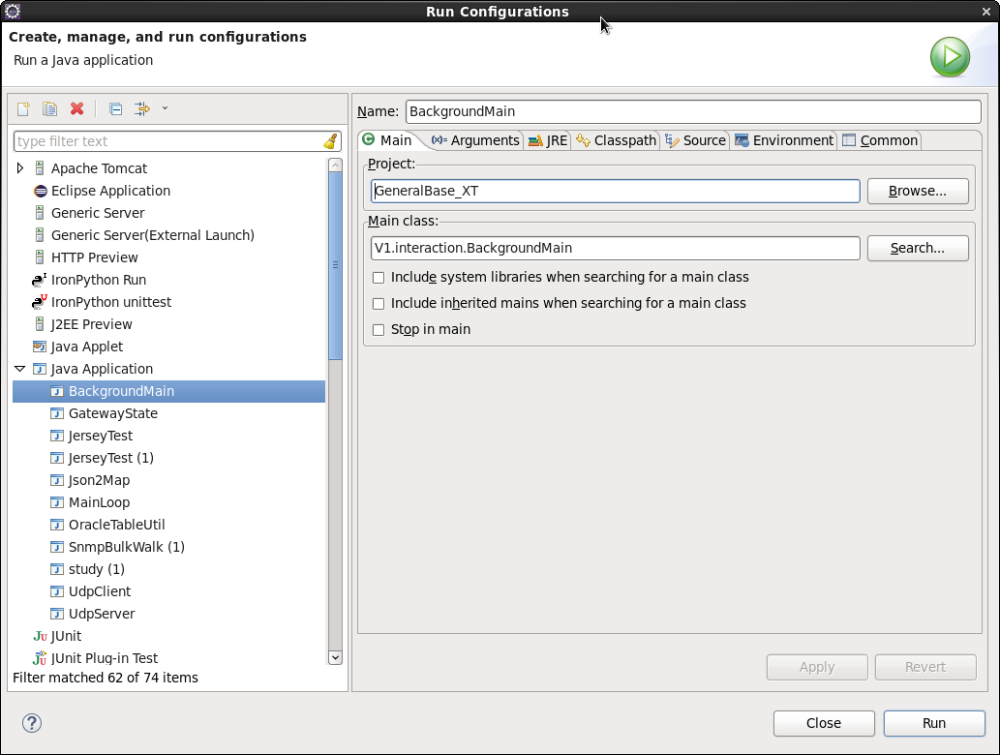 Run Configurations
Create, manage, and run configurations
Run a Java application
type filter text
Apache Tomcat
Eclipse Application
Generic Server
Generic Server(External Launch)
HTTP Preview
IronPython Run
IronPython unittest
J2EE Preview
Java Applet
Java Application
BackgroundMain
GatewayState
JerseyTest
JerseyTest (1)
Json2Map
MainLoop
OracleTableUtil
SnmpBulkWalk (1)
study (1)
UdpClient
UdpServer
JUnit
JUnit Plug-in Test
Filter matched 62 of 74 items
Name: BackgroundMain
Main (x)= Arguments JRE Classpath Source Environment Common
Project:
GeneralBase_XT Browse...
Main class:
V1.interaction.BackgroundMain Search...
Include system libraries when searching for a main class
Include inherited mains when searching for a main class
Stop in main
Apply Revert
Close Run